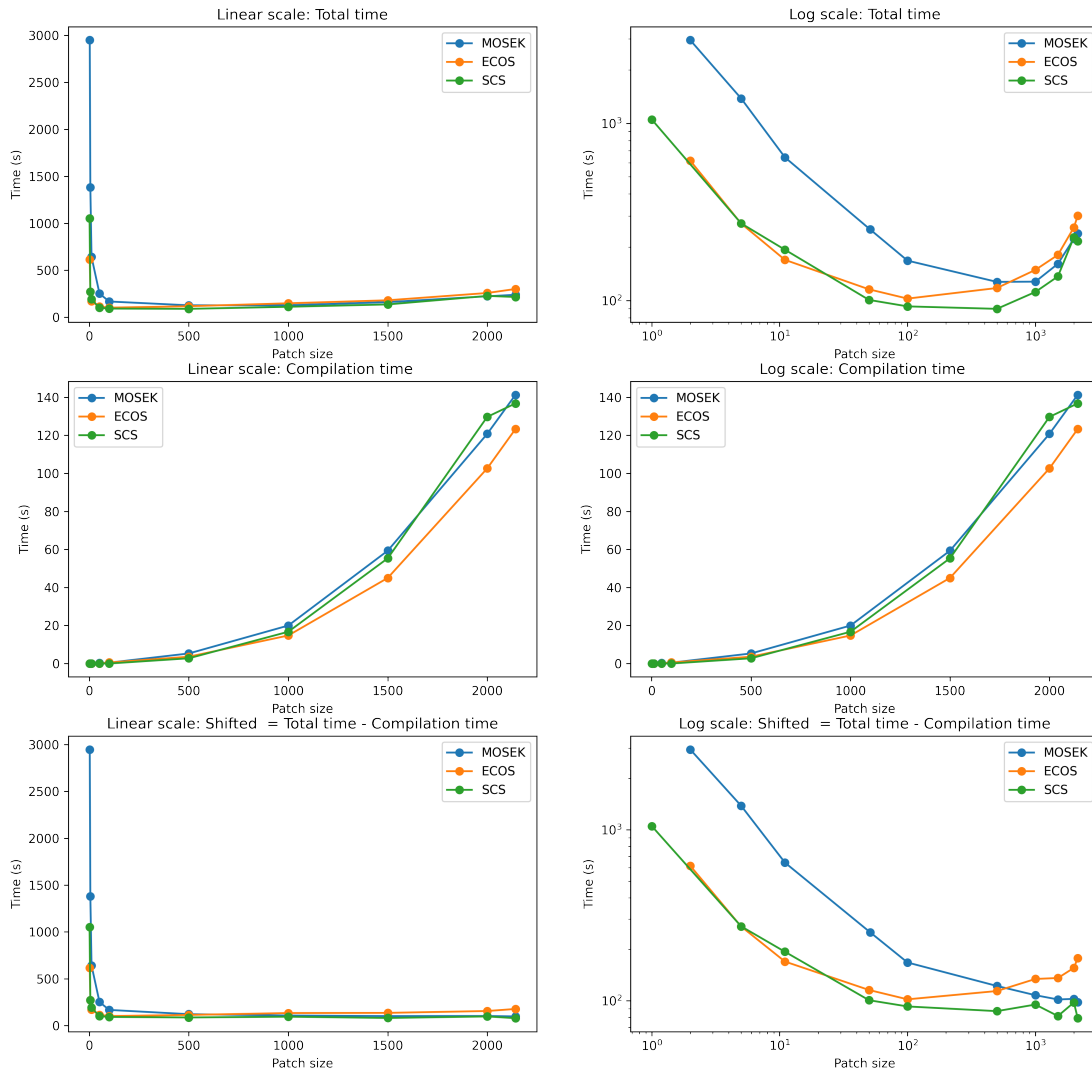 Linear scale: Total time
3000
2500
2000
1500
1000
500
0
Time (s)
0 500 1000 1500 2000
Patch size
MOSEK
ECOS
SCS
Log scale: Total time
10³
10²
Time (s)
10⁰ 10¹ 10² 10³
Patch size
MOSEK
ECOS
SCS
Linear scale: Compilation time
140
120
100
80
60
40
20
0
Time (s)
0 500 1000 1500 2000
Patch size
MOSEK
ECOS
SCS
Log scale: Compilation time
140
120
100
80
60
40
20
0
Time (s)
0 500 1000 1500 2000
Patch size
MOSEK
ECOS
SCS
Linear scale: Shifted = Total time - Compilation time
3000
2500
2000
1500
1000
500
0
Time (s)
0 500 1000 1500 2000
Patch size
MOSEK
ECOS
SCS
Log scale: Shifted = Total time - Compilation time
10³
10²
Time (s)
10⁰ 10¹ 10² 10³
Patch size
MOSEK
ECOS
SCS